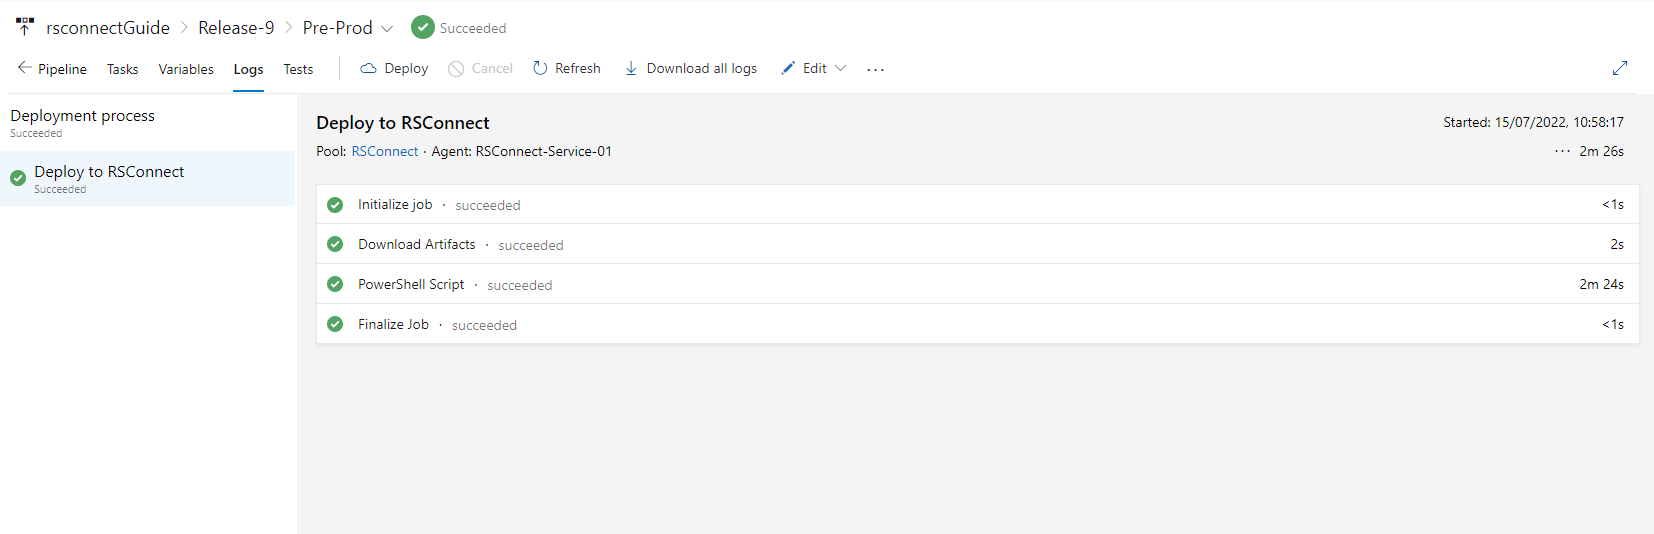 rsconnectGuide > Release-9 > Pre-Prod Succeeded
Pipeline Tasks Variables Logs Tests Deploy Cancel Refresh Download all logs Edit ...
Deployment process
Succeeded
Deploy to RSConnect
Succeeded
Deploy to RSConnect Started: 15/07/2022, 10:58:17
Pool: RSConnect · Agent: RSConnect-Service-01 ... 2m 26s
Initialize job · succeeded <1s
Download Artifacts · succeeded 2s
PowerShell Script · succeeded 2m 24s
Finalize Job · succeeded <1s